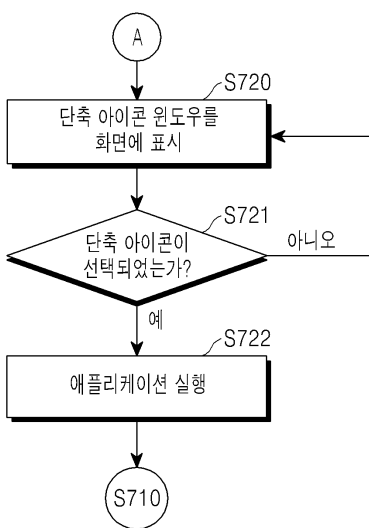 A
S720
단축 아이콘 윈도우를
화면에 표시
S721
단축 아이콘이
선택되었는가?
아니오
예
S722
애플리케이션 실행
S710